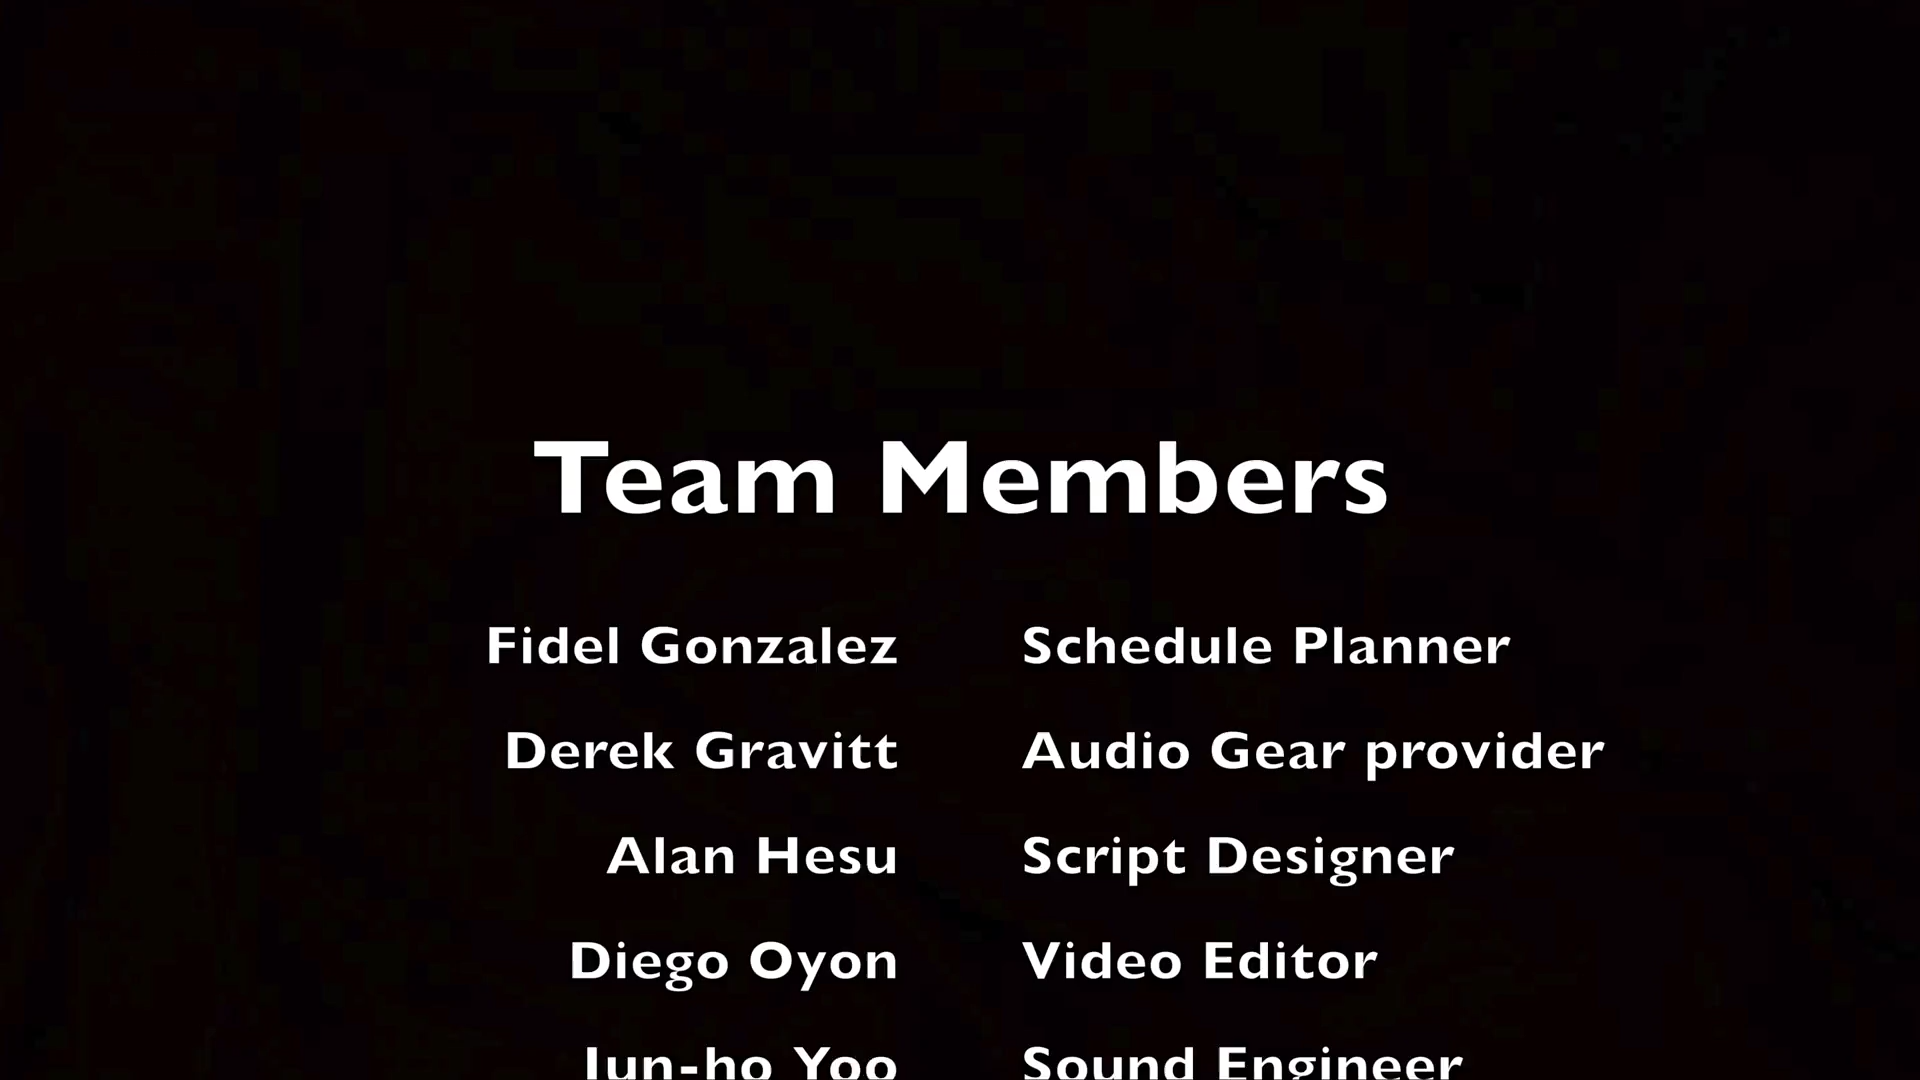 Team Members
Fidel Gonzalez Schedule Planner
Derek Gravitt Audio Gear provider
Alan Hesu Script Designer
Diego Oyon Video Editor
Jun-ho Yoo Sound Engineer